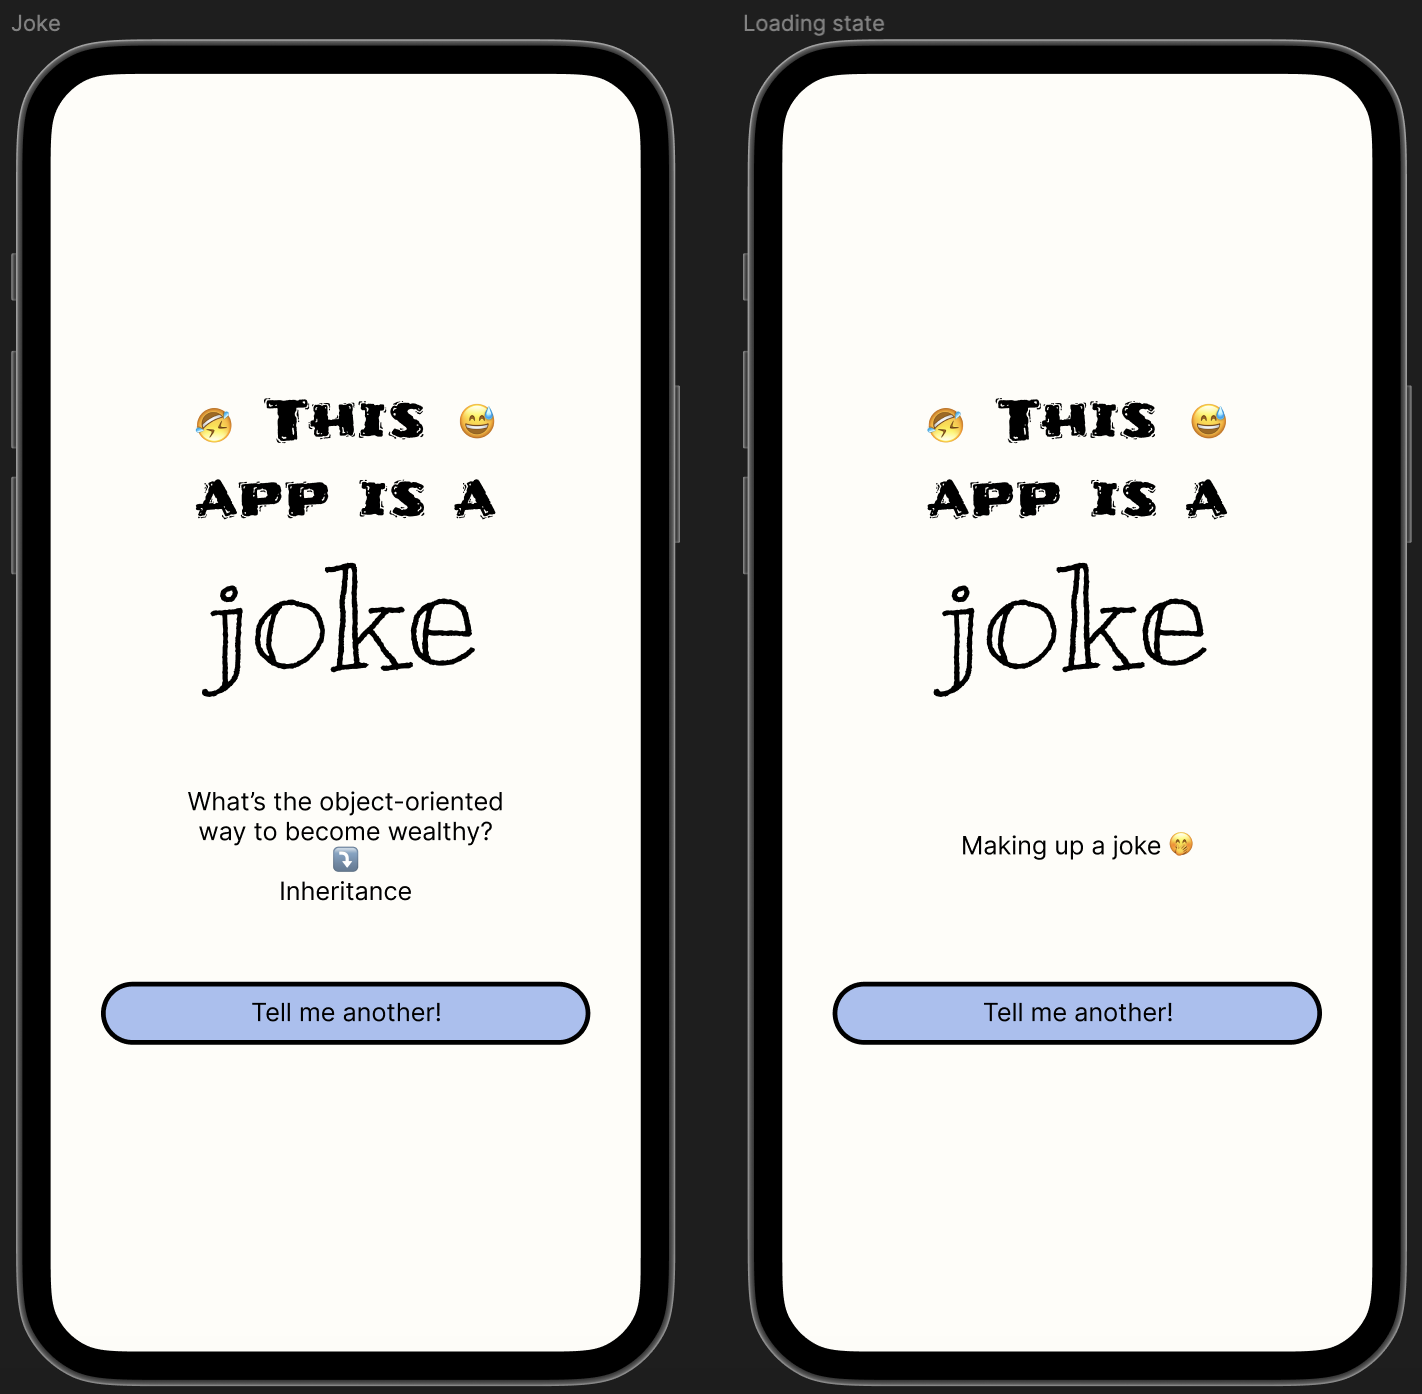 Joke
🤣 THIS 😅
APP IS A
joke
What’s the object-oriented
way to become wealthy?
⤵️
Inheritance
Tell me another!
Loading state
🤣 THIS 😅
APP IS A
joke
Making up a joke 🤭
Tell me another!